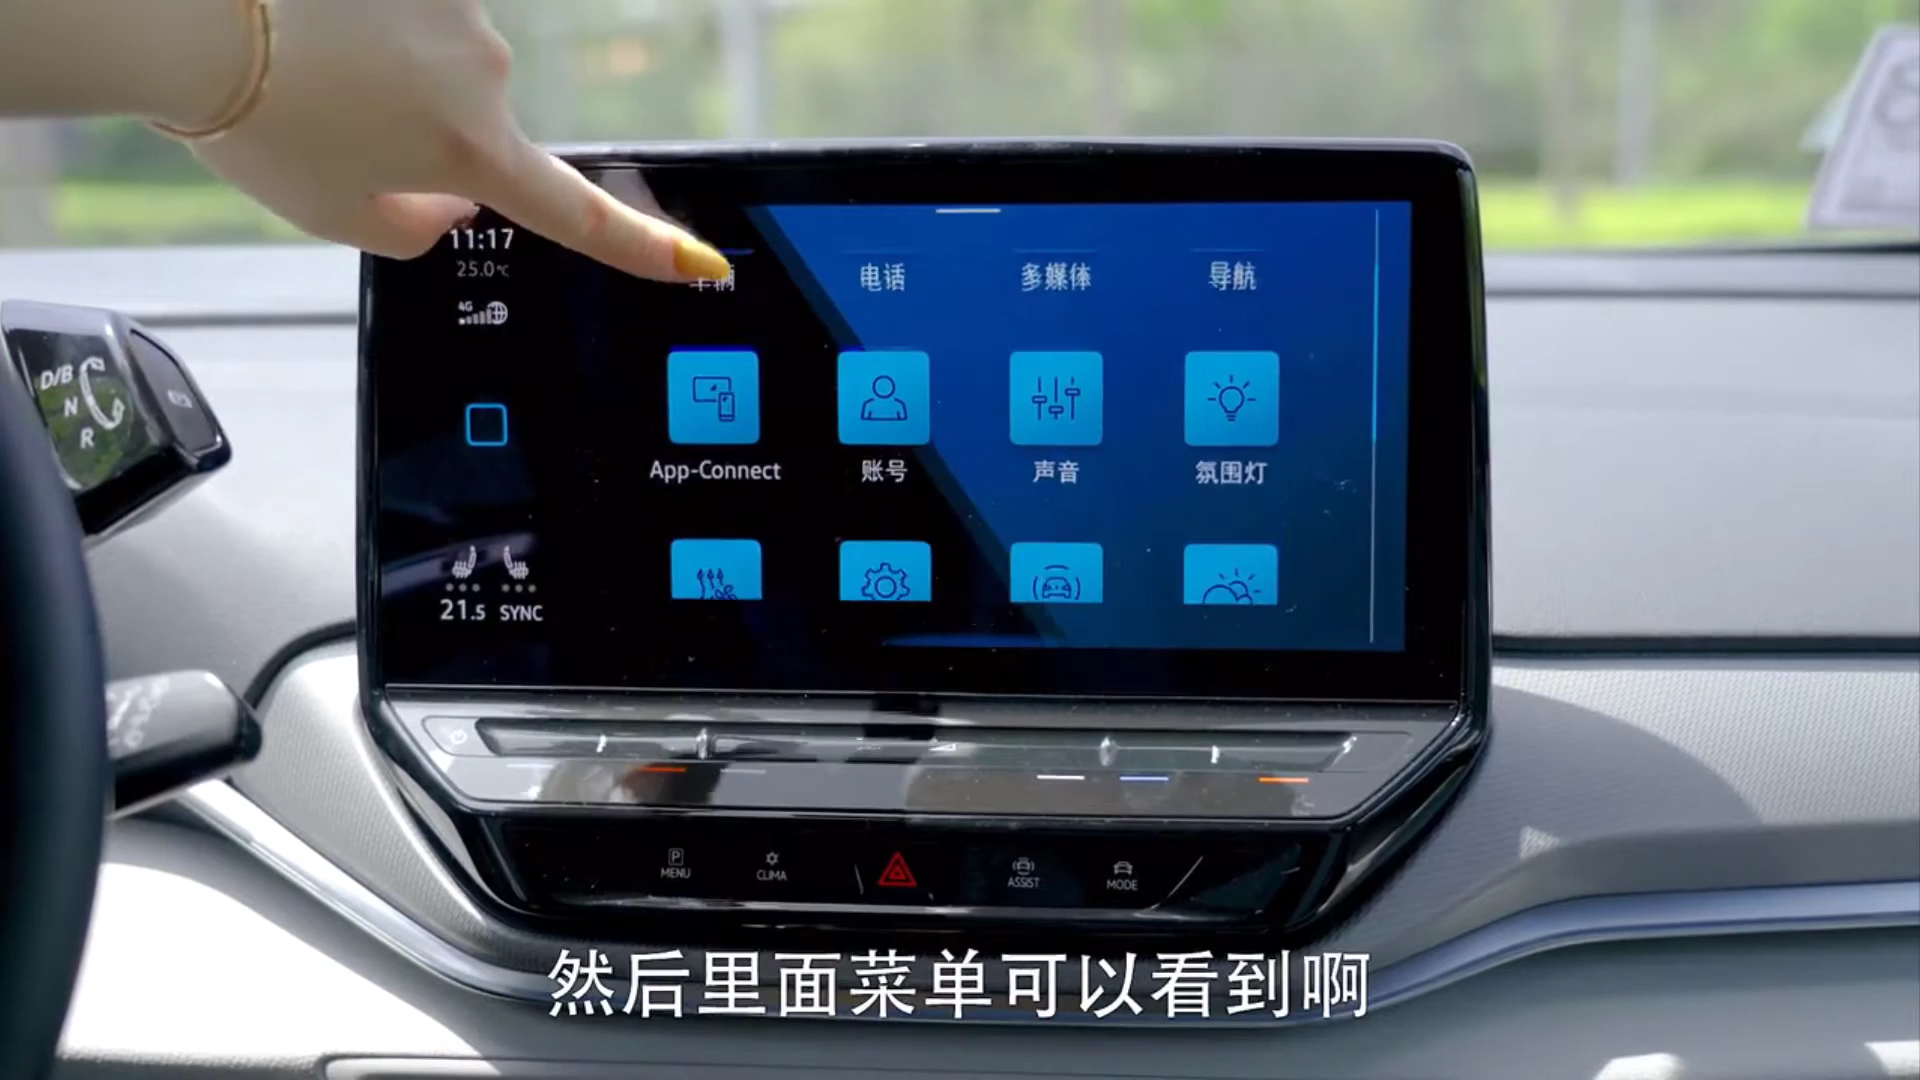 11:17
25.0℃
4G
车辆 电话 多媒体 导航
D/B
N
R
App-Connect 账号 声音 氛围灯
21.5 SYNC
P
MENU CLIMA ASSIST MODE
然后里面菜单可以看到啊